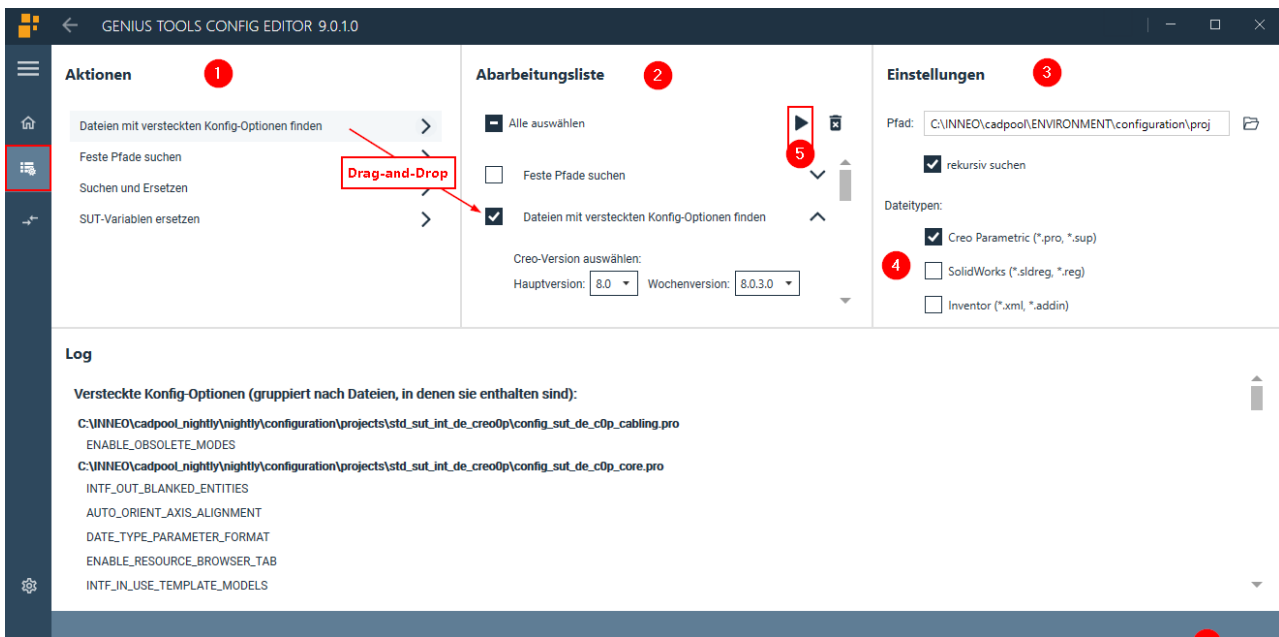 GENIUS TOOLS CONFIG EDITOR 9.0.1.0
Aktionen 1
Dateien mit versteckten Konfig-Optionen finden
Feste Pfade suchen
Suchen und Ersetzen
SUT-Variablen ersetzen
Drag-and-Drop
Abarbeitungsliste 2
Alle auswählen
5
Feste Pfade suchen
Dateien mit versteckten Konfig-Optionen finden
Creo-Version auswählen:
Hauptversion: 8.0 Wochenversion: 8.0.3.0
Einstellungen 3
Pfad: C:\INNEO\cadpool\ENVIRONMENT\configuration\proj
rekursiv suchen
Dateitypen:
Creo Parametric (*.pro, *.sup)
4 SolidWorks (*.sldreg, *.reg)
Inventor (*.xml, *.addin)
Log
Versteckte Konfig-Optionen (gruppiert nach Dateien, in denen sie enthalten sind):
C:\INNEO\cadpool_nightly\nightly\configuration\projects\std_sut_int_de_creo0p\config_sut_de_c0p_cabling.pro
ENABLE_OBSOLETE_MODES
C:\INNEO\cadpool_nightly\nightly\configuration\projects\std_sut_int_de_creo0p\config_sut_de_c0p_core.pro
INTF_OUT_BLANKED_ENTITIES
AUTO_ORIENT_AXIS_ALIGNMENT
DATE_TYPE_PARAMETER_FORMAT
ENABLE_RESOURCE_BROWSER_TAB
INTF_IN_USE_TEMPLATE_MODELS